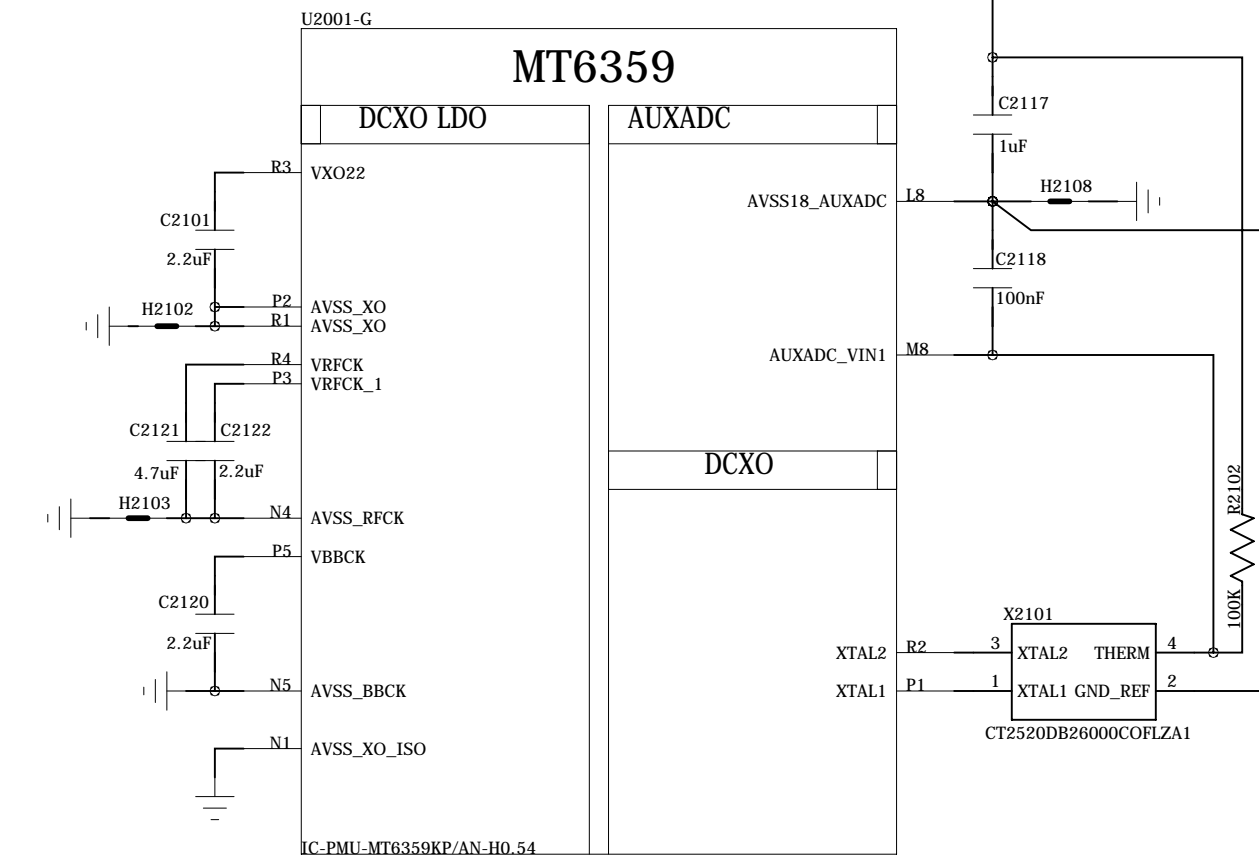 U2001-G
MT6359
DCXO LDO
AUXADC
C2117
1uF
R3 VXO22
C2101
2.2uF
AVSS18_AUXADC L8
H2108
C2118
100nF
H2102
P2 AVSS_XO
R1 AVSS_XO
R4 VRFCK
P3 VRFCK_1
AUXADC_VIN1 M8
C2121 C2122
4.7uF 2.2uF
DCXO
H2103
N4 AVSS_RFCK
R2102
100K
P5 VBBCK
C2120
2.2uF
X2101
XTAL2 R2 3 XTAL2 THERM 4
XTAL1 P1 1 XTAL1 GND_REF 2
N5 AVSS_BBCK
CT2520DB26000COFLZA1
N1 AVSS_XO_ISO
IC-PMU-MT6359KP/AN-H0.54